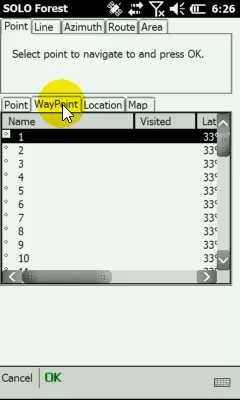 SOLO Forest 6:26
Point Line Azimuth Route Area
Select point to navigate to and press OK.
Point WayPoint Location Map
Name Visited Lat
1 33°
2 33°
3 33°
4 33°
5 33°
6 33°
7 33°
8 33°
9 33°
10 33°
Cancel OK